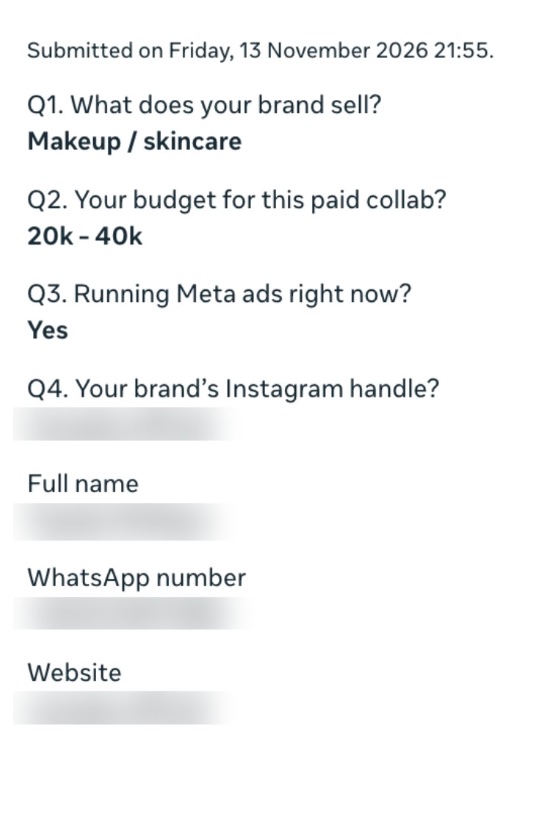 Submitted on Friday, 13 November 2026 21:55.
Q1. What does your brand sell?
Makeup / skincare
Q2. Your budget for this paid collab?
20k - 40k
Q3. Running Meta ads right now?
Yes
Q4. Your brand’s Instagram handle?
Full name
WhatsApp number
Website